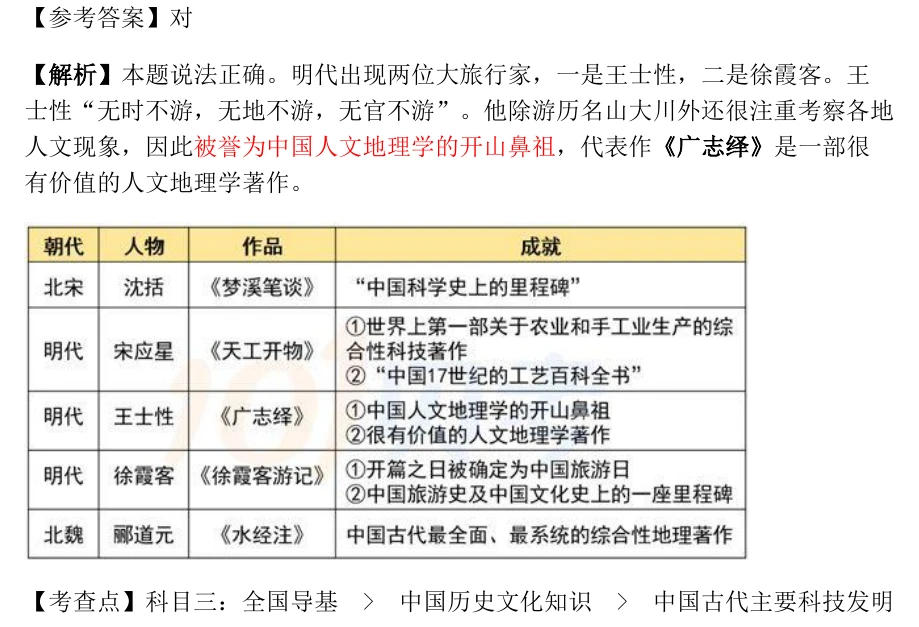 【参考答案】对
【解析】本题说法正确。明代出现两位大旅行家，一是王士性，二是徐霞客。王
士性“无时不游，无地不游，无官不游”。他除游历名山大川外还很注重考察各地
人文现象，因此被誉为中国人文地理学的开山鼻祖，代表作《广志绎》是一部很
有价值的人文地理学著作。
朝代 人物 作品 成就
北宋 沈括 《梦溪笔谈》 “中国科学史上的里程碑”
明代 宋应星 《天工开物》 ①世界上第一部关于农业和手工业生产的综
合性科技著作
②“中国17世纪的工艺百科全书”
明代 王士性 《广志绎》 ①中国人文地理学的开山鼻祖
②很有价值的人文地理学著作
明代 徐霞客 《徐霞客游记》 ①开篇之日被确定为中国旅游日
②中国旅游史及中国文化史上的一座里程碑
北魏 郦道元 《水经注》 中国古代最全面、最系统的综合性地理著作
【考查点】科目三：全国导基 > 中国历史文化知识 > 中国古代主要科技发明